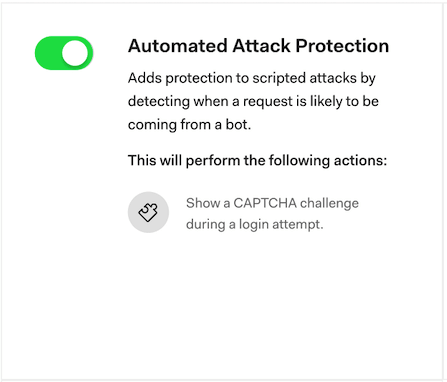 Automated Attack Protection
Adds protection to scripted attacks by
detecting when a request is likely to be
coming from a bot.
This will perform the following actions:
Show a CAPTCHA challenge
during a login attempt.